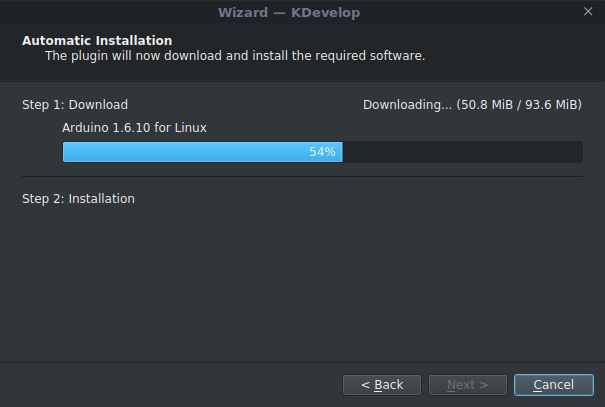 Wizard — KDevelop
Automatic Installation
The plugin will now download and install the required software.
Step 1: Download
Downloading... (50.8 MiB / 93.6 MiB)
Arduino 1.6.10 for Linux
54%
Step 2: Installation
< Back
Next >
Cancel